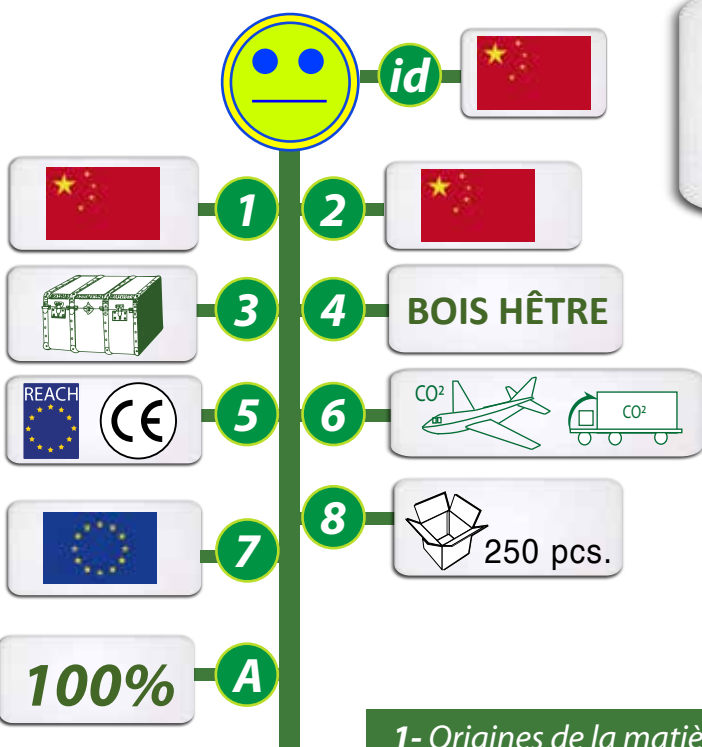 id
1
2
3
4
BOIS HÊTRE
REACH
CE
5
6
CO²
CO²
7
8
250 pcs.
100%
A
1- Origines de la matiè